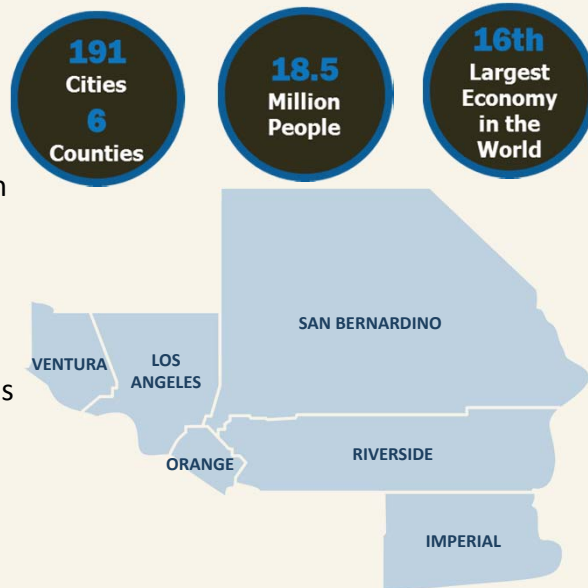 191
Cities
6
Counties
18.5
Million
People
16th
Largest
Economy
in the
World
SAN BERNARDINO
VENTURA
LOS
ANGELES
ORANGE
RIVERSIDE
IMPERIAL